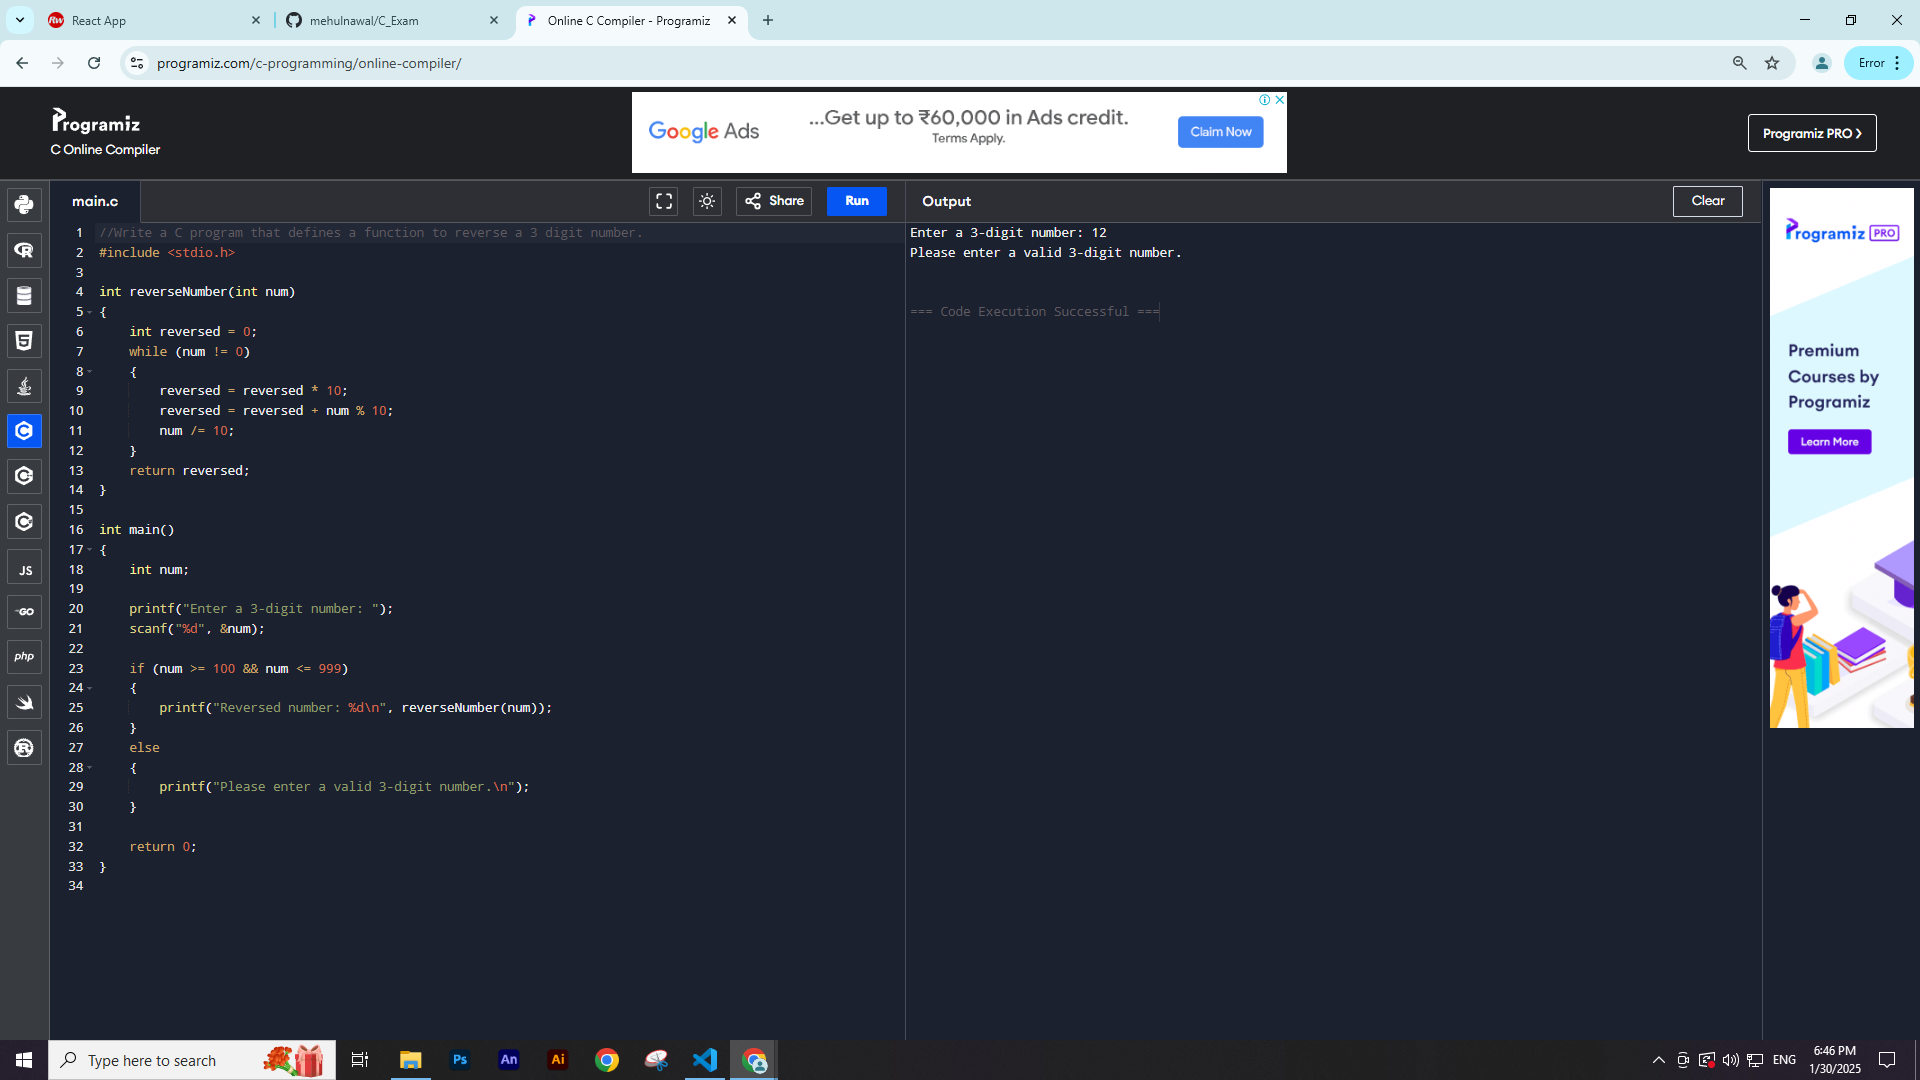 React App
mehulnawal/C_Exam
Online C Compiler - Programiz
programiz.com/c-programming/online-compiler/
Error
Programiz
C Online Compiler
Google Ads
...Get up to ₹60,000 in Ads credit.
Terms Apply.
Claim Now
Programiz PRO
main.c
Share
Run
Output
Clear
1 //Write a C program that defines a function to reverse a 3 digit number.
2 #include <stdio.h>
3
4 int reverseNumber(int num)
5 {
6 int reversed = 0;
7 while (num != 0)
8 {
9 reversed = reversed * 10;
10 reversed = reversed + num % 10;
11 num /= 10;
12 }
13 return reversed;
14 }
15
16 int main()
17 {
18 int num;
19
20 printf("Enter a 3-digit number: ");
21 scanf("%d", &num);
22
23 if (num >= 100 && num <= 999)
24 {
25 printf("Reversed number: %d\n", reverseNumber(num));
26 }
27 else
28 {
29 printf("Please enter a valid 3-digit number.\n");
30 }
31
32 return 0;
33 }
34
Enter a 3-digit number: 12
Please enter a valid 3-digit number.
=== Code Execution Successful ===
Programiz PRO
Premium
Courses by
Programiz
Learn More
JS
GO
php
Type here to search
Ps
An
Ai
ENG
6:46 PM
1/30/2025